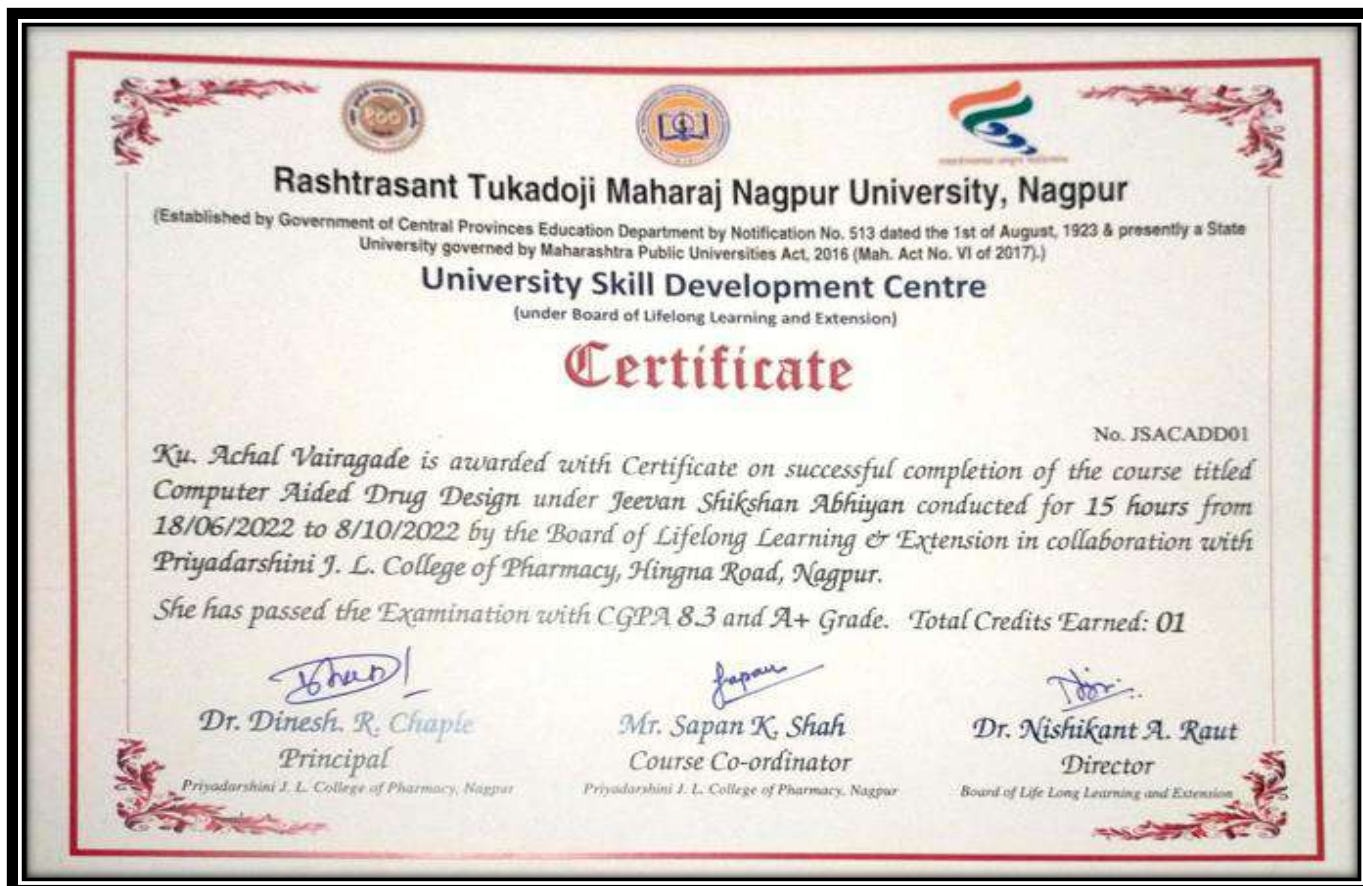 Rashtrasant Tukadoji Maharaj Nagpur University, Nagpur
(Established by Government of Central Provinces Education Department by Notification No. 513 dated the 1st of August, 1923 & presently a State
University governed by Maharashtra Public Universities Act, 2016 (Mah. Act No. VI of 2017).)
University Skill Development Centre
(under Board of Lifelong Learning and Extension)
Certificate
No. JSACADD01
Ku. Achal Vairagade is awarded with Certificate on successful completion of the course titled
Computer Aided Drug Design under Jeevan Shikshan Abhiyan conducted for 15 hours from
18/06/2022 to 8/10/2022 by the Board of Lifelong Learning & Extension in collaboration with
Priyadarshini J. L. College of Pharmacy, Hingna Road, Nagpur.
She has passed the Examination with CGPA 8.3 and A+ Grade. Total Credits Earned: 01
Dr. Dinesh. R. Chaple
Principal
Priyadarshini J. L. College of Pharmacy, Nagpur
Mr. Sapan K. Shah
Course Co-ordinator
Priyadarshini J. L. College of Pharmacy, Nagpur
Dr. Nishikant A. Raut
Director
Board of Life Long Learning and Extension